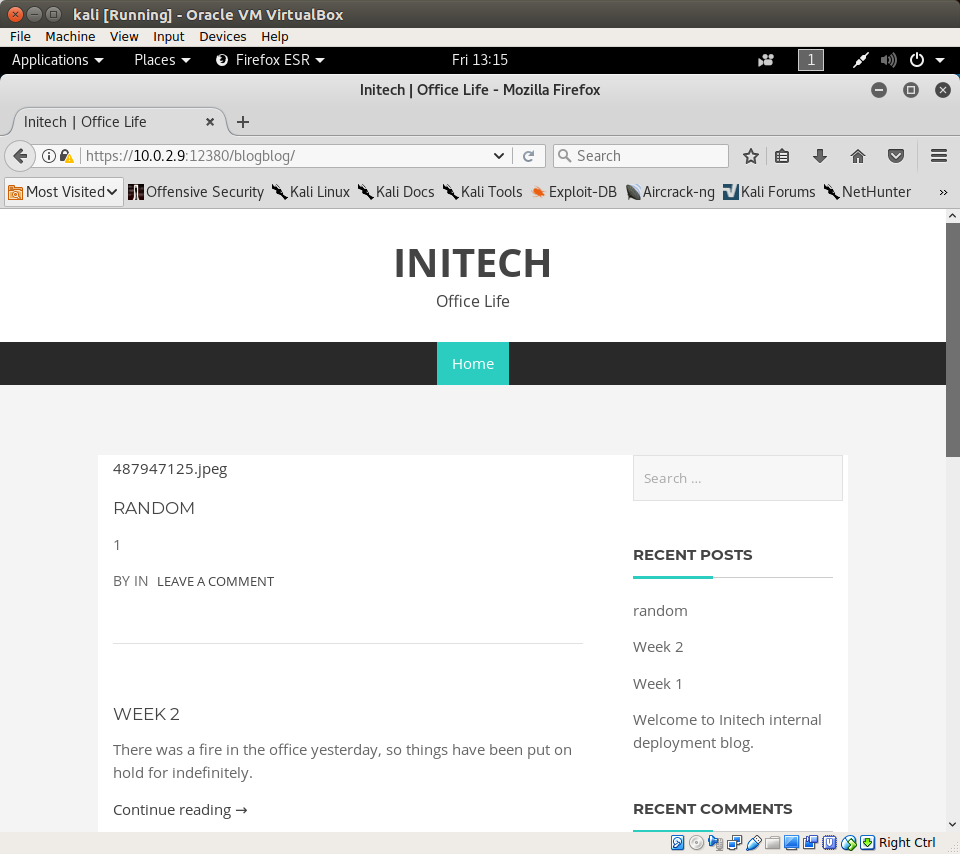 kali [Running] - Oracle VM VirtualBox
File Machine View Input Devices Help
Applications Places Firefox ESR Fri 13:15 1
Initech | Office Life - Mozilla Firefox
Initech | Office Life
https://10.0.2.9:12380/blogblog/ Search
Most Visited Offensive Security Kali Linux Kali Docs Kali Tools Exploit-DB Aircrack-ng Kali Forums NetHunter »
INITECH
Office Life
Home
487947125.jpeg
RANDOM
1
BY IN LEAVE A COMMENT
WEEK 2
There was a fire in the office yesterday, so things have been put on
hold for indefinitely.
Continue reading →
Search …
RECENT POSTS
random
Week 2
Week 1
Welcome to Initech internal
deployment blog.
RECENT COMMENTS
Right Ctrl